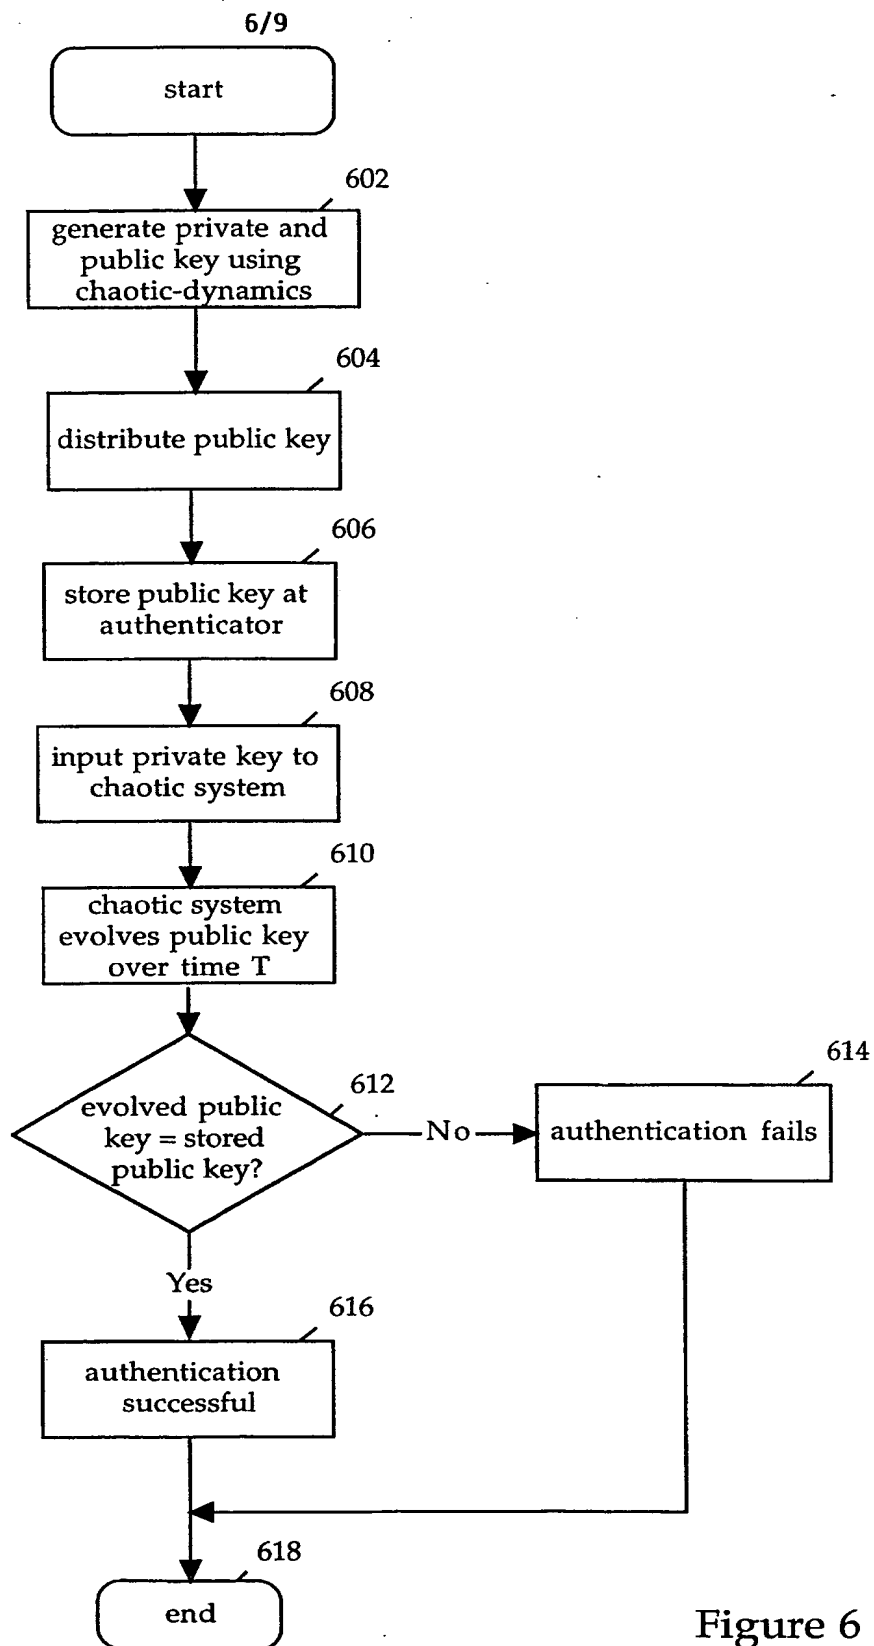 6/9
start
602
generate private and
public key using
chaotic-dynamics
604
distribute public key
606
store public key at
authenticator
608
input private key to
chaotic system
610
chaotic system
evolves public key
over time T
612
evolved public
key = stored
public key?
No
614
authentication fails
Yes
616
authentication
successful
618
end
Figure 6